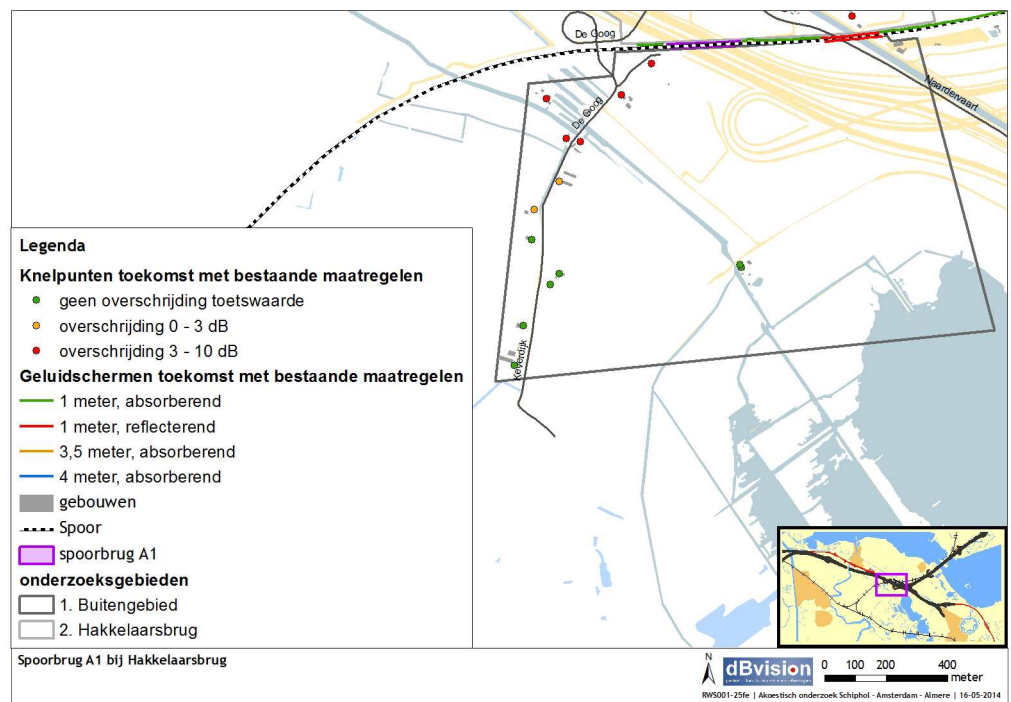 De Goog
Naardervaart
De Goog
Keverdijk
Legenda
Knelpunten toekomst met bestaande maatregelen
geen overschrijding toetswaarde
overschrijding 0 - 3 dB
overschrijding 3 - 10 dB
Geluidschermen toekomst met bestaande maatregelen
1 meter, absorberend
1 meter, reflecterend
3,5 meter, absorberend
4 meter, absorberend
gebouwen
Spoor
spoorbrug A1
onderzoeksgebieden
1. Buitengebied
2. Hakkelaarsbrug
Spoorbrug A1 bij Hakkelaarsbrug
N
dBvision
0 100 200 400
meter
RWS001-25fe | Akoestisch onderzoek Schiphol - Amsterdam - Almere | 16-05-2014